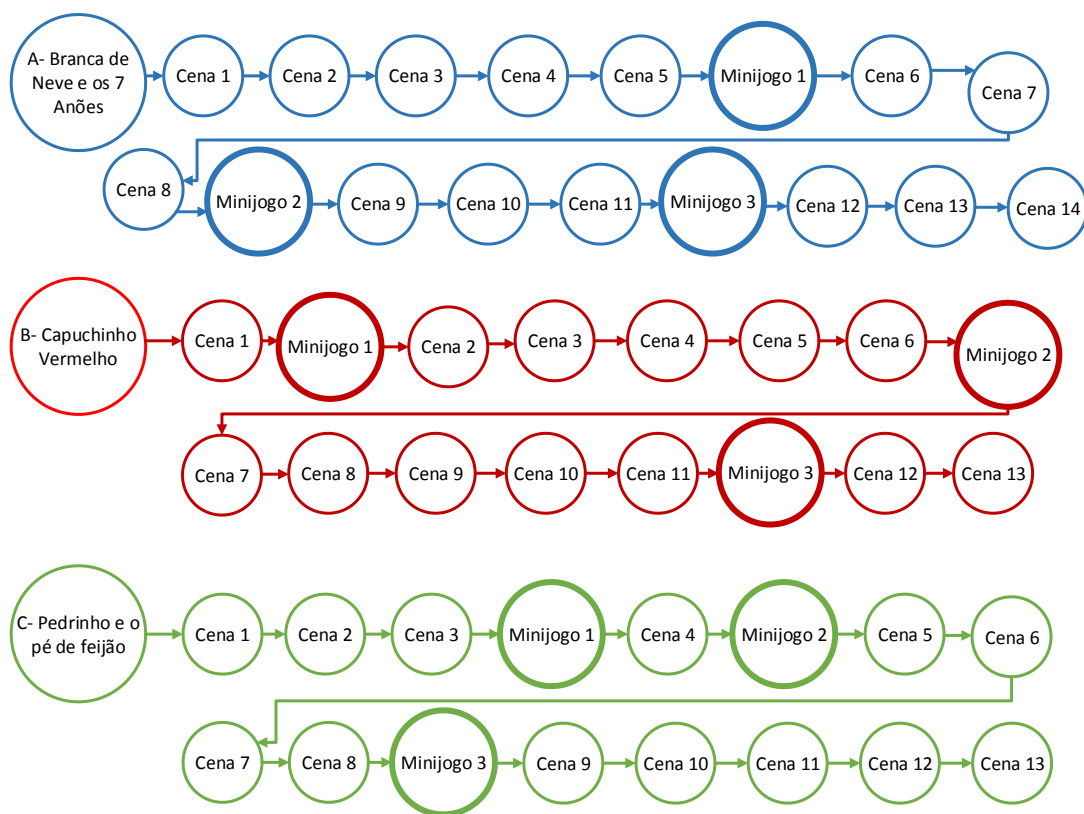 A- Branca de
Neve e os 7
Anões
Cena 1
Cena 2
Cena 3
Cena 4
Cena 5
Minijogo 1
Cena 6
Cena 7
Cena 8
Minijogo 2
Cena 9
Cena 10
Cena 11
Minijogo 3
Cena 12
Cena 13
Cena 14
B- Capuchinho
Vermelho
Cena 1
Minijogo 1
Cena 2
Cena 3
Cena 4
Cena 5
Cena 6
Minijogo 2
Cena 7
Cena 8
Cena 9
Cena 10
Cena 11
Minijogo 3
Cena 12
Cena 13
C- Pedrinho e o
pé de feijão
Cena 1
Cena 2
Cena 3
Minijogo 1
Cena 4
Minijogo 2
Cena 5
Cena 6
Cena 7
Cena 8
Minijogo 3
Cena 9
Cena 10
Cena 11
Cena 12
Cena 13